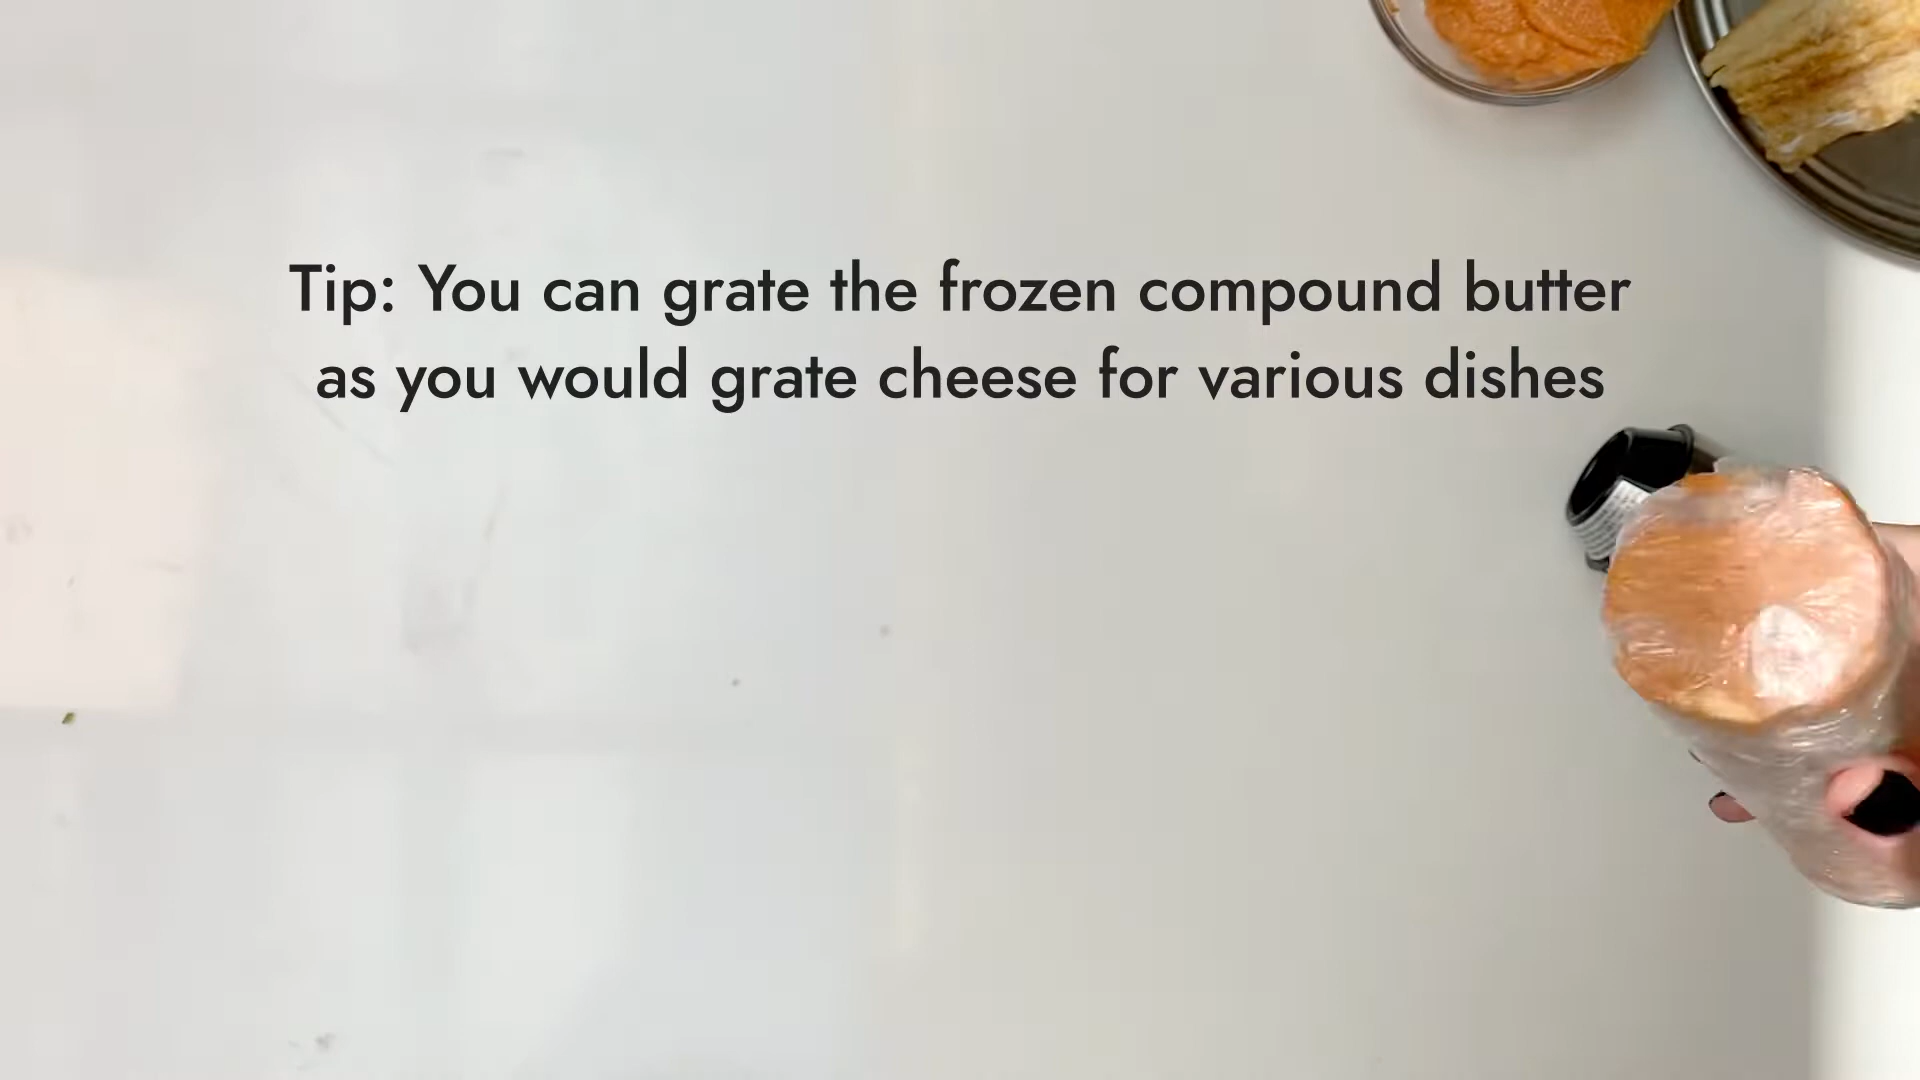 Tip: You can grate the frozen compound butter
as you would grate cheese for various dishes